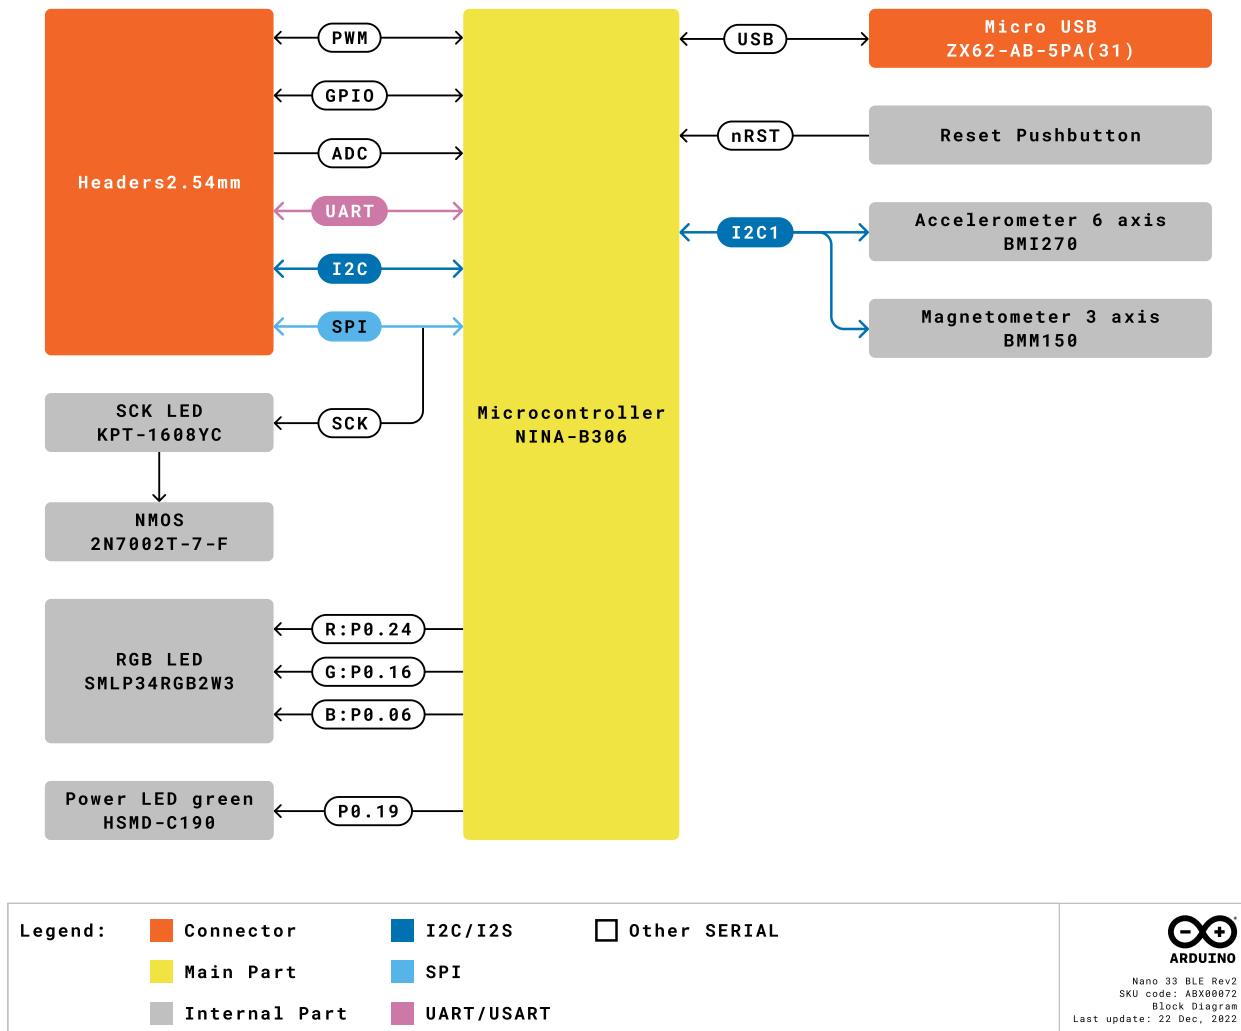 Headers2.54mm
PWM
GPIO
ADC
UART
I2C
SPI
SCK LED
KPT-1608YC
SCK
NMOS
2N7002T-7-F
RGB LED
SMLP34RGB2W3
R:P0.24
G:P0.16
B:P0.06
Power LED green
HSMD-C190
P0.19
Microcontroller
NINA-B306
USB
Micro USB
ZX62-AB-5PA(31)
nRST
Reset Pushbutton
I2C1
Accelerometer 6 axis
BMI270
Magnetometer 3 axis
BMM150
Legend:
Connector
Main Part
Internal Part
I2C/I2S
SPI
UART/USART
Other SERIAL
ARDUINO
Nano 33 BLE Rev2
SKU code: ABX00072
Block Diagram
Last update: 22 Dec, 2022